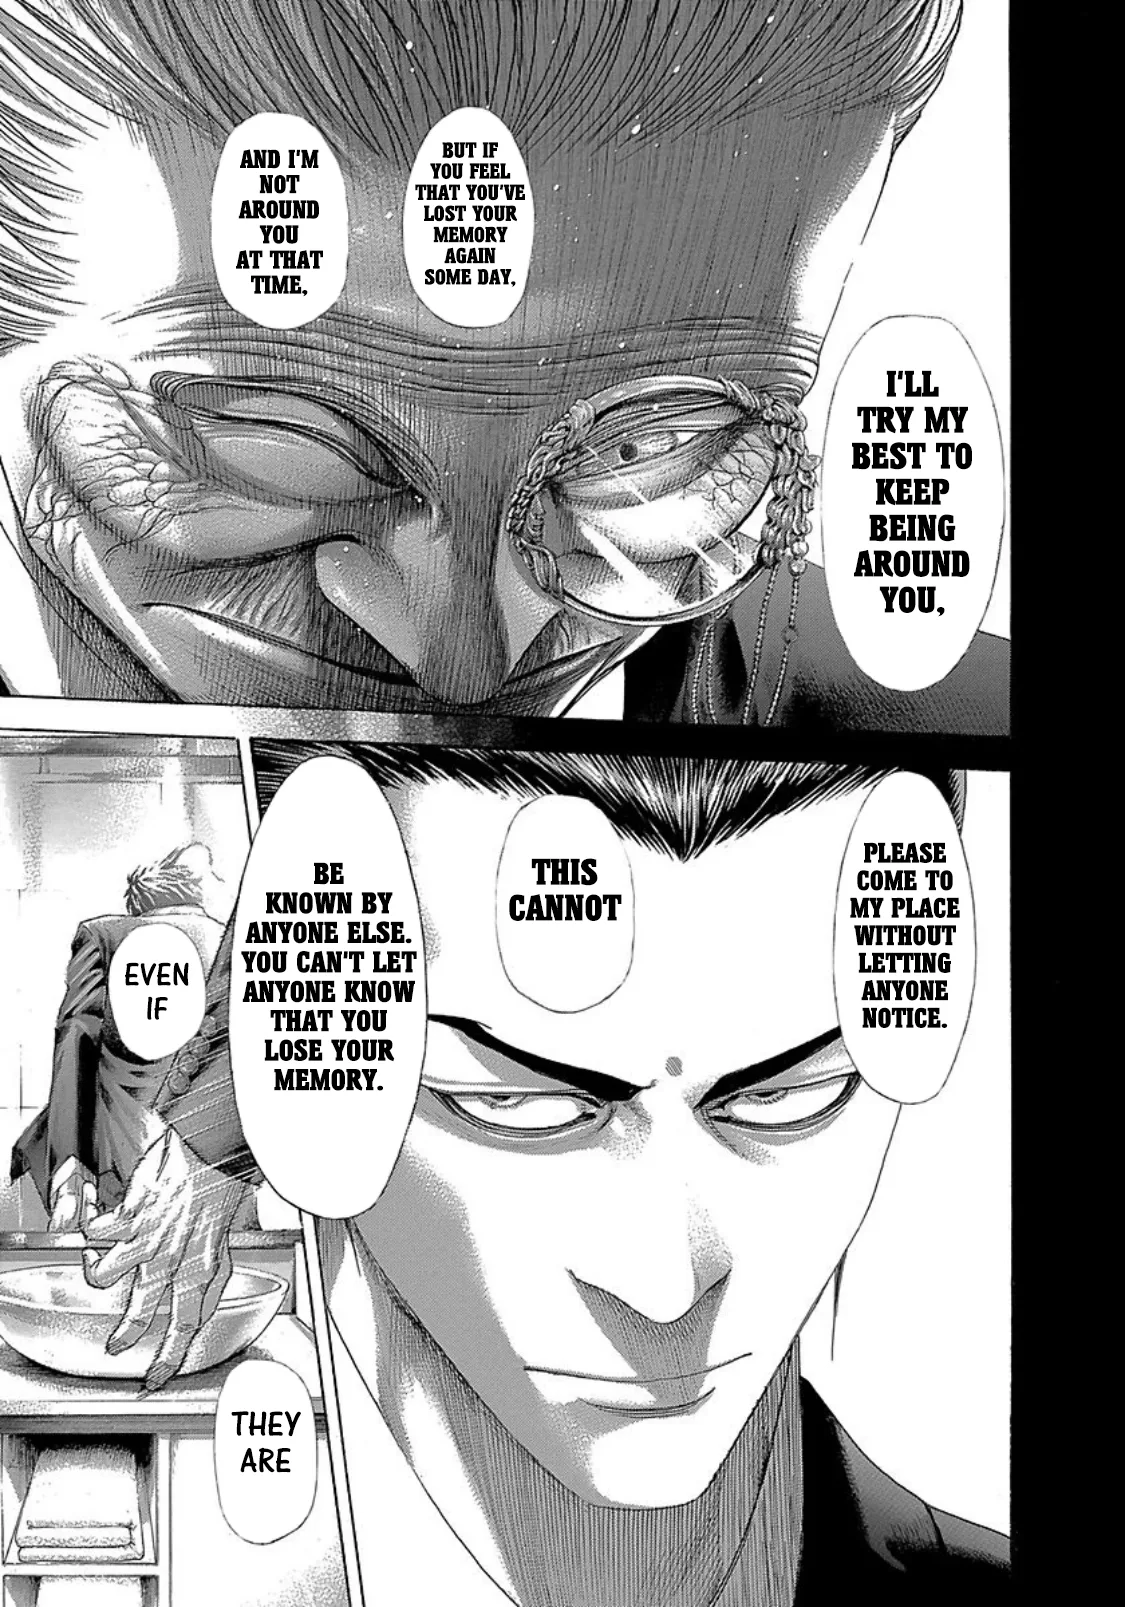 I'LL
TRY MY
BEST TO
KEEP
BEING
AROUND
YOU,
BUT IF
YOU FEEL
THAT YOU'VE
LOST YOUR
MEMORY
AGAIN
SOME DAY,
AND I'M
NOT
AROUND
YOU
AT THAT
TIME,
PLEASE
COME TO
MY PLACE
WITHOUT
LETTING
ANYONE
NOTICE.
THIS
CANNOT
BE
KNOWN BY
ANYONE ELSE.
YOU CAN'T LET
ANYONE KNOW
THAT YOU
LOSE YOUR
MEMORY.
EVEN
IF
THEY
ARE